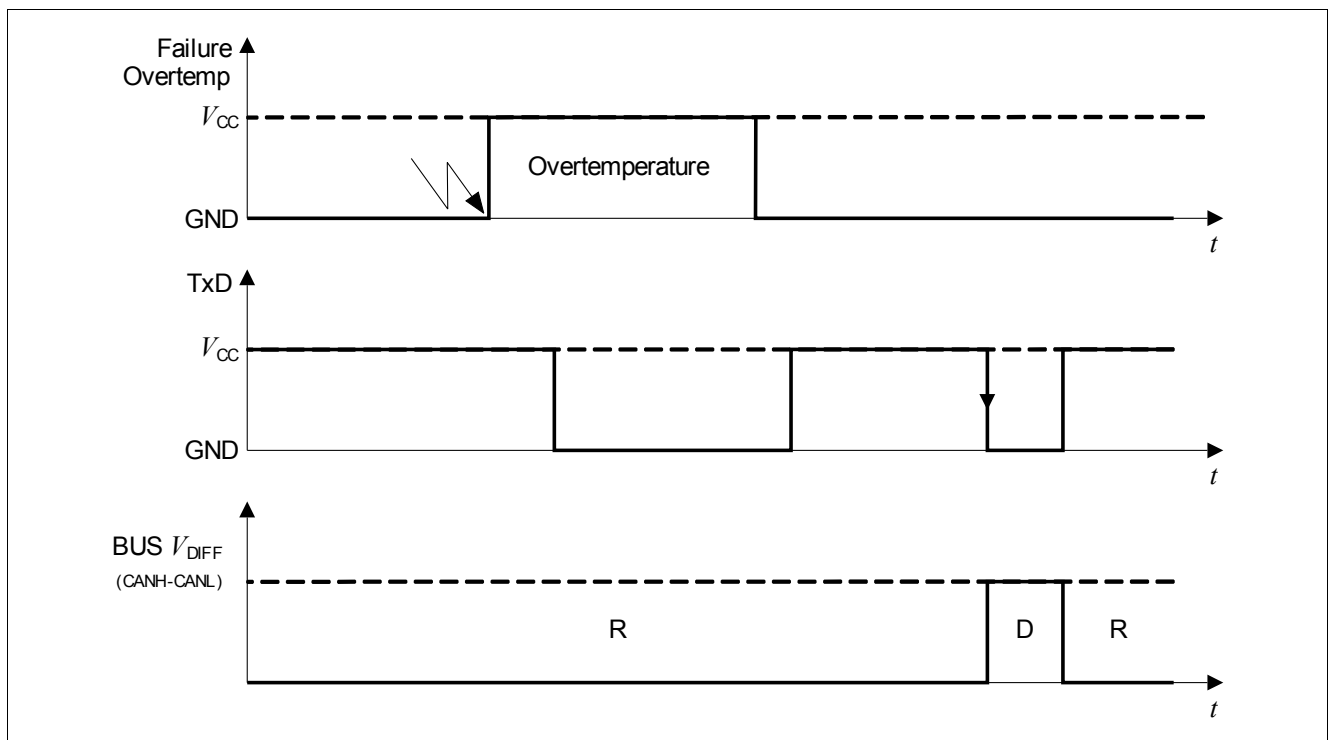 Failure
Overtemp
VCC
Overtemperature
GND
t
TxD
VCC
GND
t
BUS VDIFF
(CANH-CANL)
R D R
t